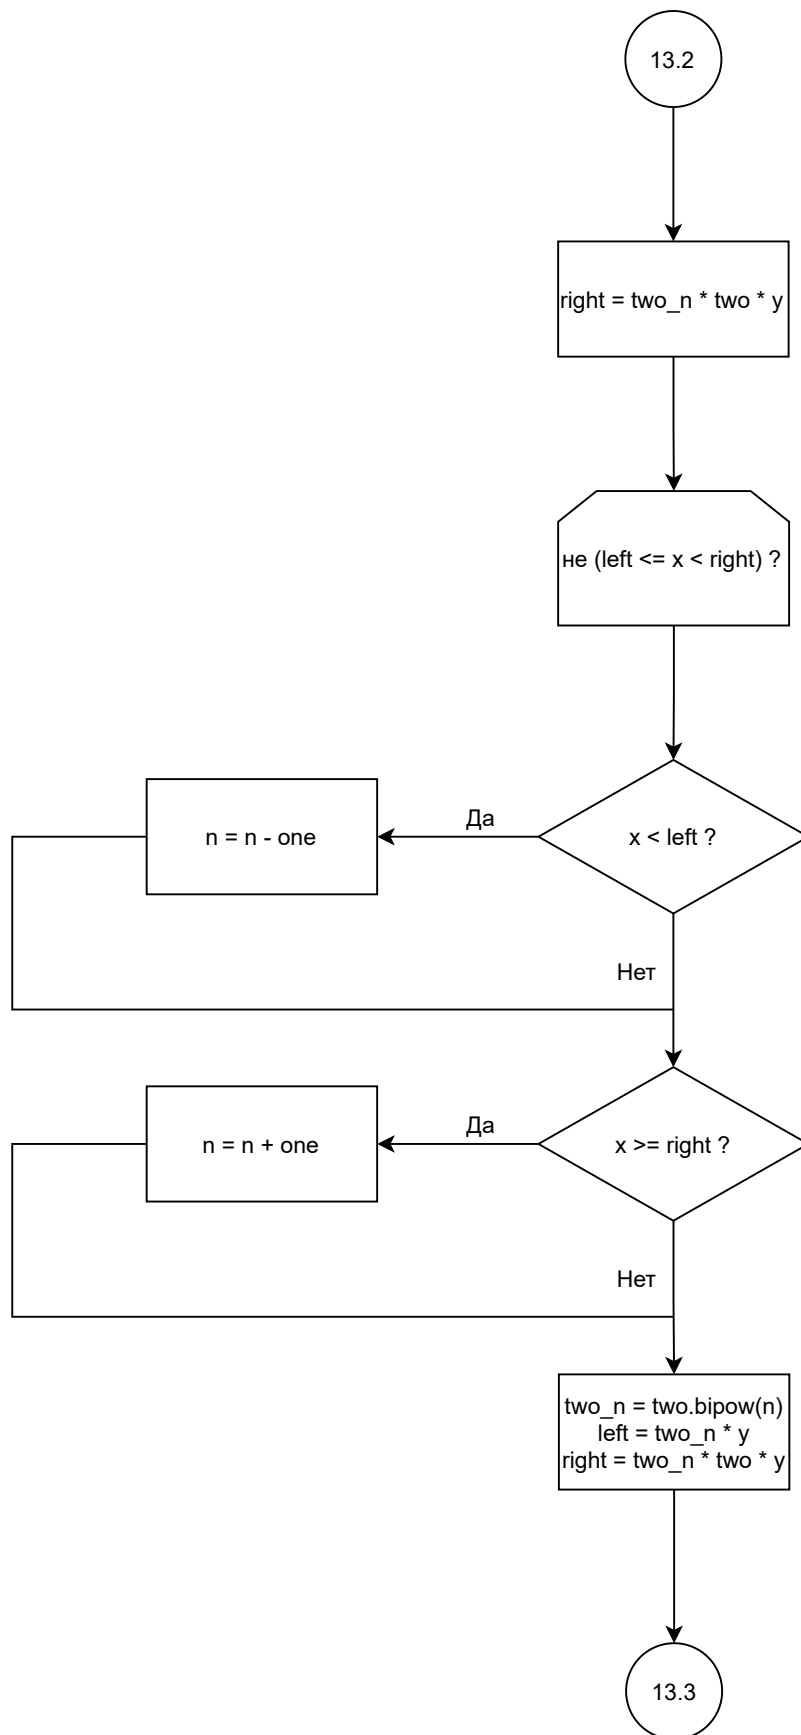 13.2
right = two_n * two * y
не (left <= x < right) ?
x < left ?
Да
n = n - one
Нет
x >= right ?
Да
n = n + one
Нет
two_n = two.bipow(n)
left = two_n * y
right = two_n * two * y
13.3